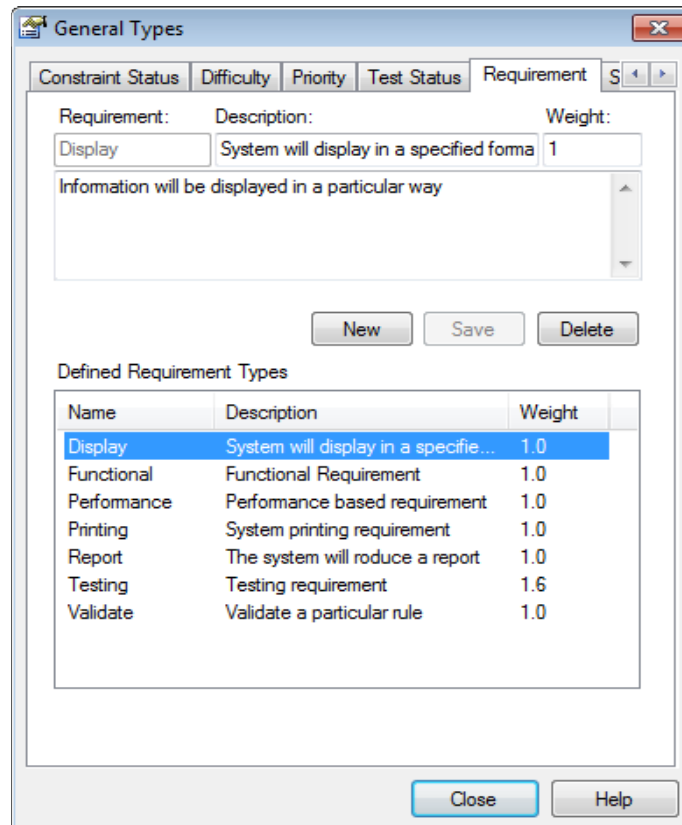 General Types
Constraint Status Difficulty Priority Test Status Requirement S
Requirement: Description: Weight:
Display System will display in a specified forma 1
Information will be displayed in a particular way
New Save Delete
Defined Requirement Types
Name Description Weight
Display System will display in a specifie... 1.0
Functional Functional Requirement 1.0
Performance Performance based requirement 1.0
Printing System printing requirement 1.0
Report The system will roduce a report 1.0
Testing Testing requirement 1.6
Validate Validate a particular rule 1.0
Close Help